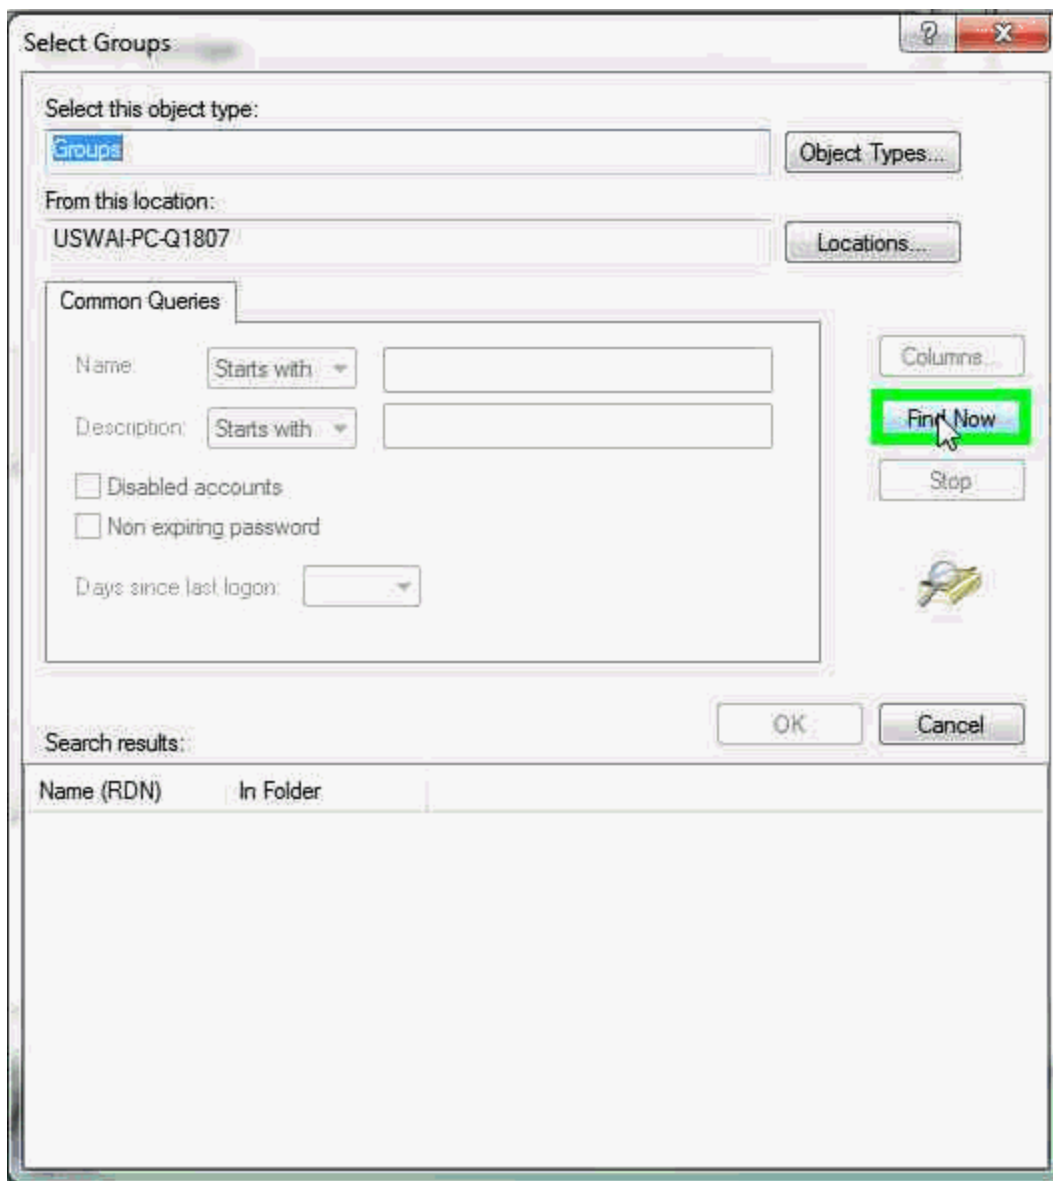 Select Groups
Select this object type:
Groups
Object Types...
From this location:
USWAI-PC-Q1807
Locations...
Common Queries
Name:
Starts with
Columns...
Description:
Starts with
Find Now
Disabled accounts
Stop
Non expiring password
Days since last logon:
OK
Cancel
Search results:
Name (RDN)
In Folder